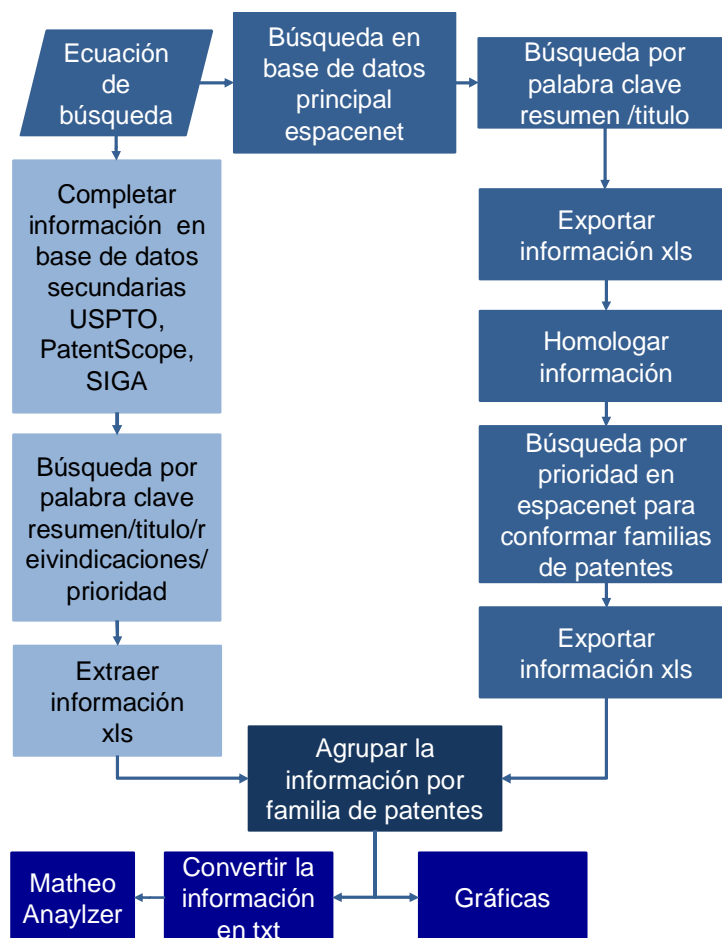 Ecuación
de
búsqueda
Búsqueda en
base de datos
principal
espacenet
Búsqueda por
palabra clave
resumen /titulo
Completar
información en
base de datos
secundarias
USPTO,
PatentScope,
SIGA
Exportar
información xls
Homologar
información
Búsqueda por
palabra clave
resumen/titulo/r
eivindicaciones/
prioridad
Búsqueda por
prioridad en
espacenet para
conformar familias
de patentes
Extraer
información
xls
Exportar
información xls
Agrupar la
información por
familia de patentes
Matheo
Anaylzer
Convertir la
información
en txt
Gráficas